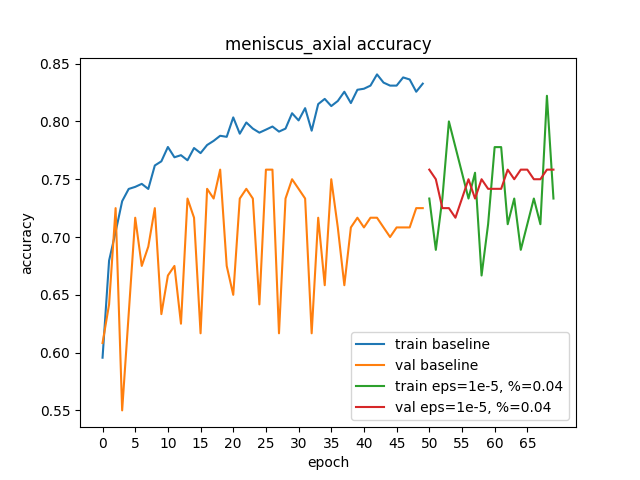 meniscus_axial accuracy
accuracy
0.85
0.80
0.75
0.70
0.65
0.60
0.55
train baseline
val baseline
train eps=1e-5, %=0.04
val eps=1e-5, %=0.04
0 5 10 15 20 25 30 35 40 45 50 55 60 65
epoch